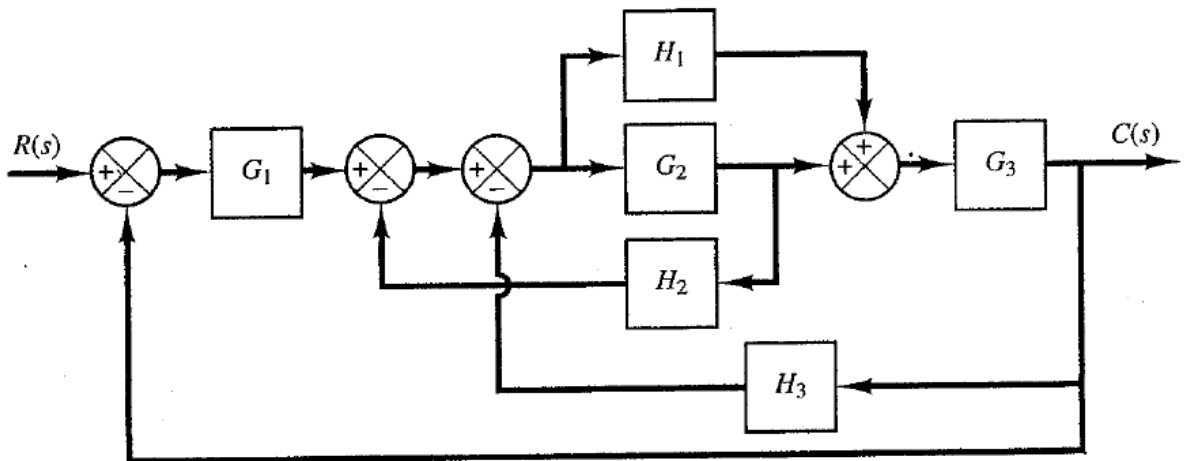 H1
R(s)
+
−
G1
+
−
+
−
G2
+
+
G3
C(s)
H2
H3